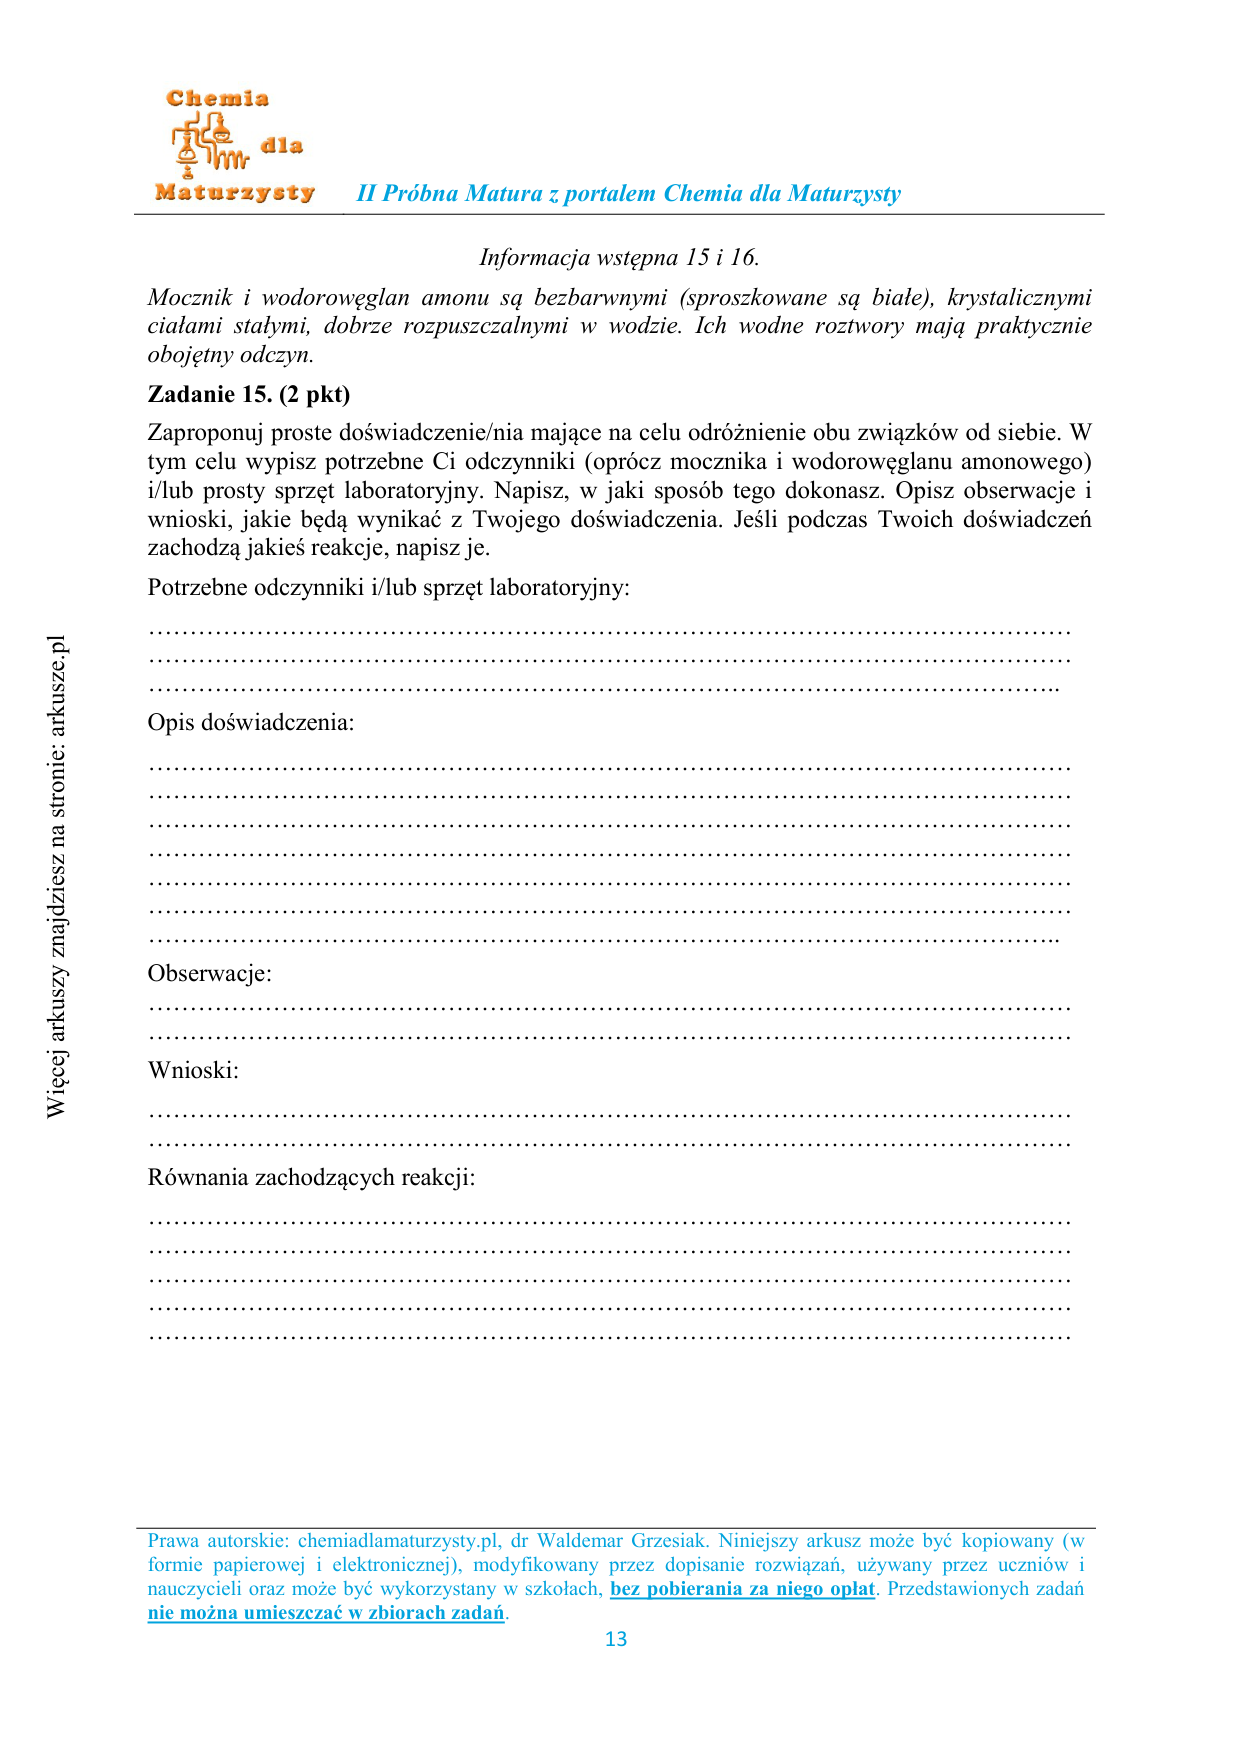 Chemia
dla
Maturzysty
II Próbna Matura z portalem Chemia dla Maturzysty
Informacja wstępna 15 i 16.
Mocznik i wodorowęglan amonu są bezbarwnymi (sproszkowane są białe), krystalicznymi
ciałami stałymi, dobrze rozpuszczalnymi w wodzie. Ich wodne roztwory mają praktycznie
obojętny odczyn.
Zadanie 15. (2 pkt)
Zaproponuj proste doświadczenie/nia mające na celu odróżnienie obu związków od siebie. W
tym celu wypisz potrzebne Ci odczynniki (oprócz mocznika i wodorowęglanu amonowego)
i/lub prosty sprzęt laboratoryjny. Napisz, w jaki sposób tego dokonasz. Opisz obserwacje i
wnioski, jakie będą wynikać z Twojego doświadczenia. Jeśli podczas Twoich doświadczeń
zachodzą jakieś reakcje, napisz je.
Potrzebne odczynniki i/lub sprzęt laboratoryjny:
Opis doświadczenia:
Obserwacje:
Wnioski:
Równania zachodzących reakcji:
Więcej arkuszy znajdziesz na stronie: arkusze.pl
Prawa autorskie: chemiadlamaturzysty.pl, dr Waldemar Grzesiak. Niniejszy arkusz może być kopiowany (w
formie papierowej i elektronicznej), modyfikowany przez dopisanie rozwiązań, używany przez uczniów i
nauczycieli oraz może być wykorzystany w szkołach, bez pobierania za niego opłat. Przedstawionych zadań
nie można umieszczać w zbiorach zadań.
13